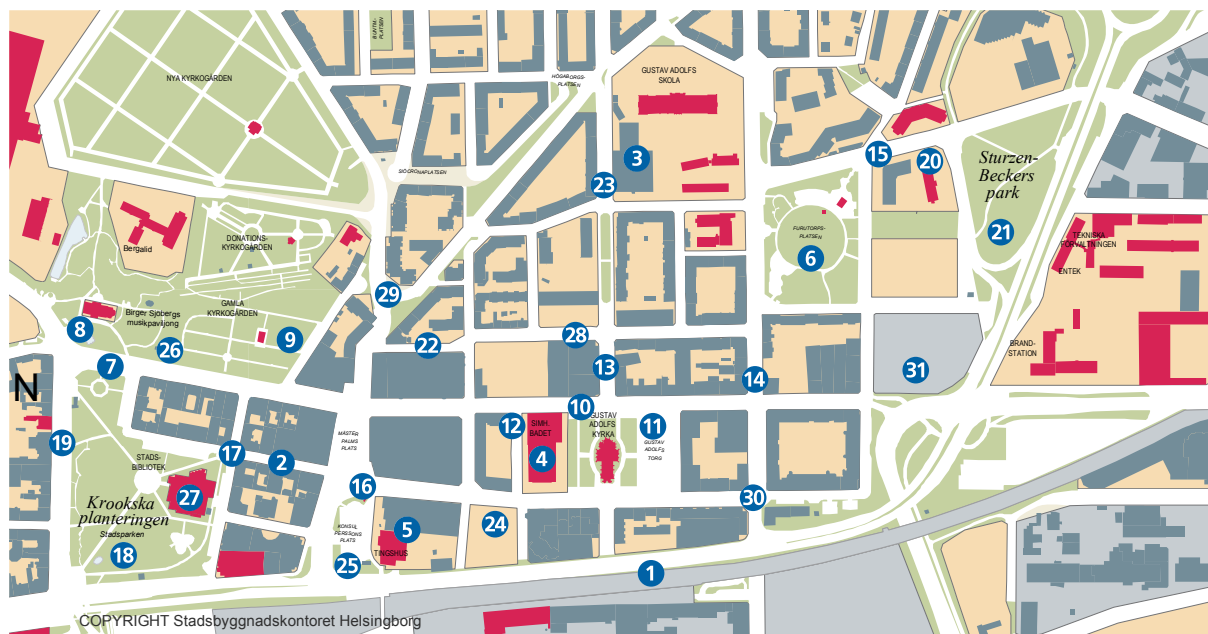 BUNTM.-
PLATSEN
NYA KYRKOGÅRDEN
HÖGABORGS-
PLATSEN
GUSTAV ADOLFS
SKOLA
3
15
20
Sturzen-
Beckers
park
SJÖCRONAPLATSEN
23
21
Bergalid
DONATIONS-
KYRKOGÅRDEN
FURUTORPS-
PLATSEN
6
TEKNISKA
FÖRVALTNINGEN
ENTEK
29
GAMLA
KYRKOGÅRDEN
Birger Sjöbergs
musikpaviljong
8
9
28
22
26
7
13
14
31
BRAND-
STATION
N
10
GUSTAV
ADOLFS
KYRKA
12
SIMH.
BADET
4
11
GUSTAV
ADOLFS
TORG
19
17
2
MÄSTER
PALMS
PLATS
STADS-
BIBLIOTEK
27
16
30
Krookska
planteringen
Stadsparken
18
KONSUL
PERSSONS
PLATS
5
TINGSHUS
24
25
1
COPYRIGHT Stadsbyggnadskontoret Helsingborg